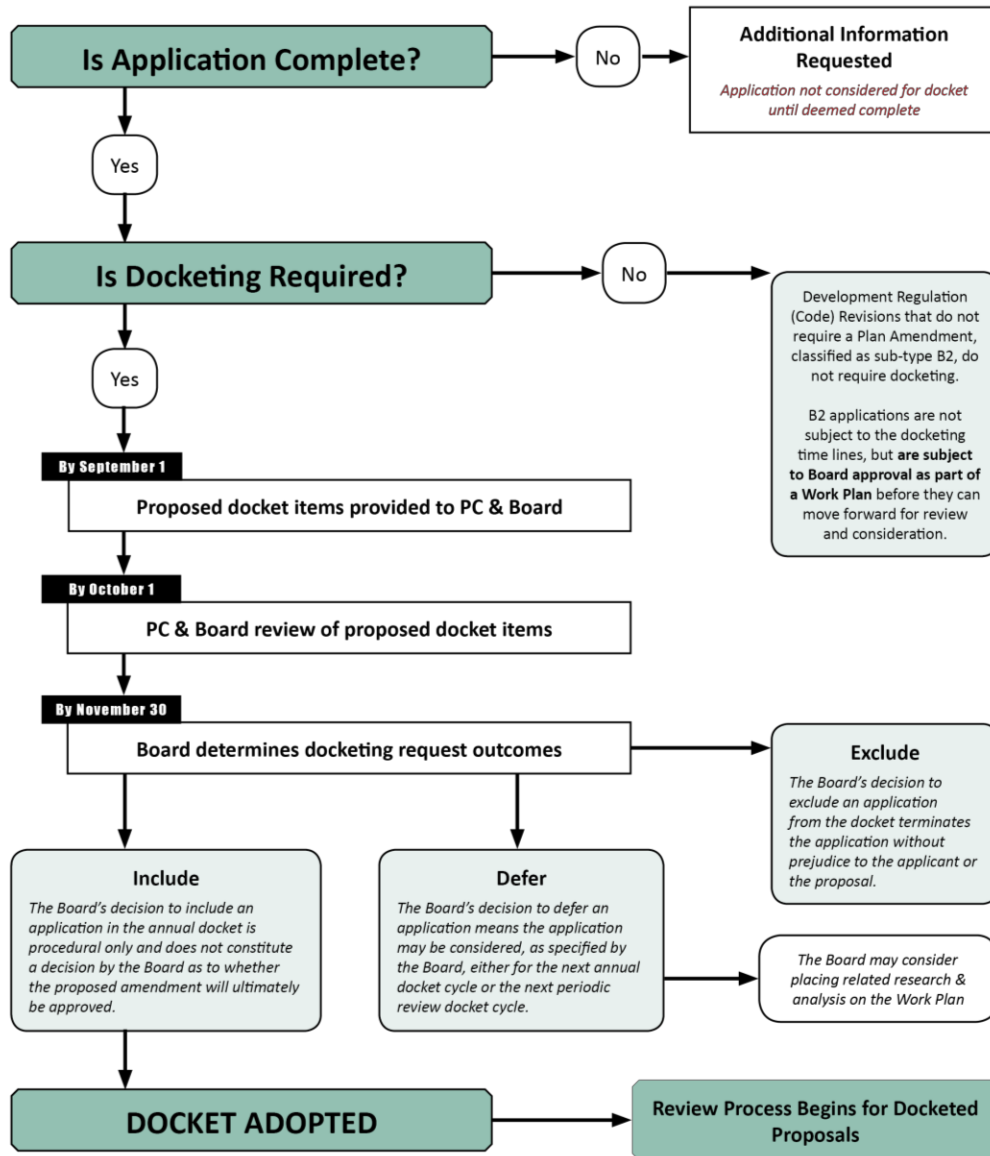 Is Application Complete?
No
Additional Information
Requested
Application not considered for docket
until deemed complete
Yes
Is Docketing Required?
No
Development Regulation
(Code) Revisions that do not
require a Plan Amendment,
classified as sub-type B2, do
not require docketing.
B2 applications are not
subject to the docketing
time lines, but are subject
to Board approval as part of
a Work Plan before they can
move forward for review
and consideration.
Yes
By September 1
Proposed docket items provided to PC & Board
By October 1
PC & Board review of proposed docket items
By November 30
Board determines docketing request outcomes
Exclude
The Board's decision to
exclude an application
from the docket terminates
the application without
prejudice to the applicant or
the proposal.
Include
The Board's decision to include an
application in the annual docket is
procedural only and does not constitute
a decision by the Board as to whether
the proposed amendment will ultimately
be approved.
Defer
The Board's decision to defer an
application means the application
may be considered, as specified by
the Board, either for the next annual
docket cycle or the next periodic
review docket cycle.
The Board may consider
placing related research &
analysis on the Work Plan
DOCKET ADOPTED
Review Process Begins for Docketed
Proposals